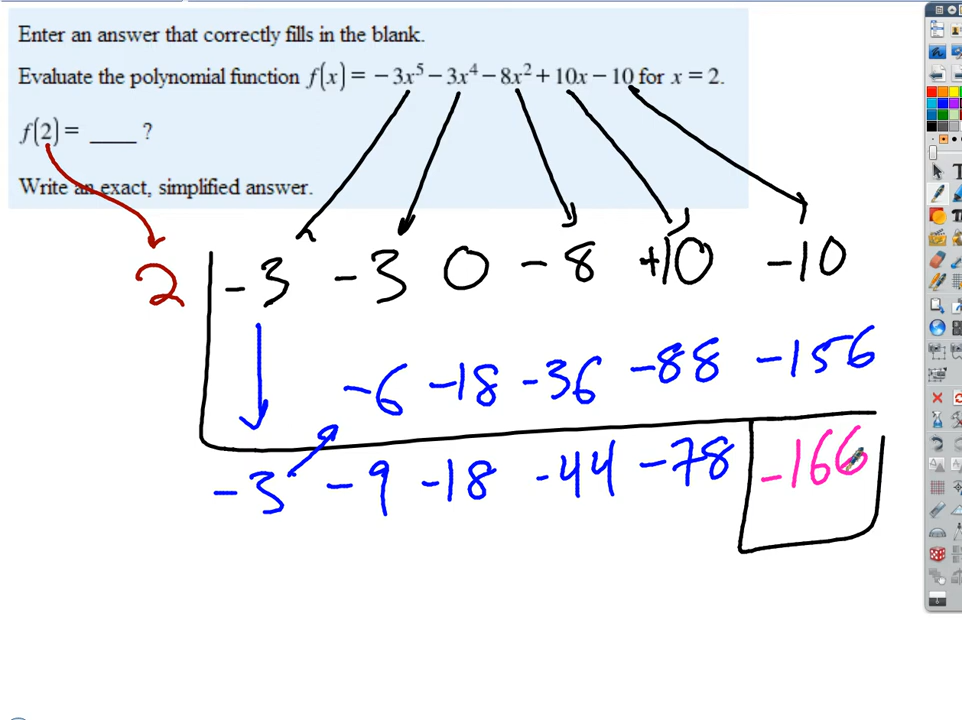 Enter an answer that correctly fills in the blank.
Evaluate the polynomial function f(x) = −3x⁵ − 3x⁴ − 8x² + 10x − 10 for x = 2.
f(2) = ____ ?
Write an exact, simplified answer.
2 -3 -3 0 -8 +10 -10
-6 -18 -36 -88 -156
-3 -9 -18 -44 -78 -166